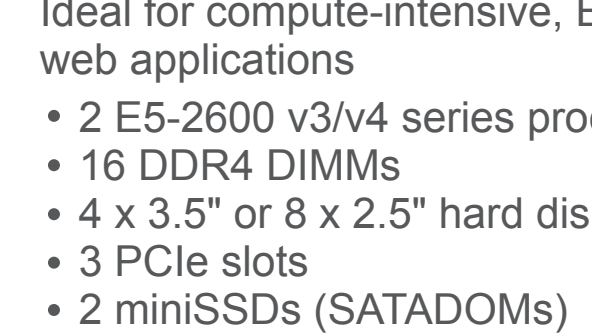 Ideal for compute-intensive,
web applications
• 2 E5-2600 v3/v4 series
• 16 DDR4 DIMMs
• 4 x 3.5" or 8 x 2.5" hard
• 3 PCIe slots
• 2 miniSSDs (SATADOMs)